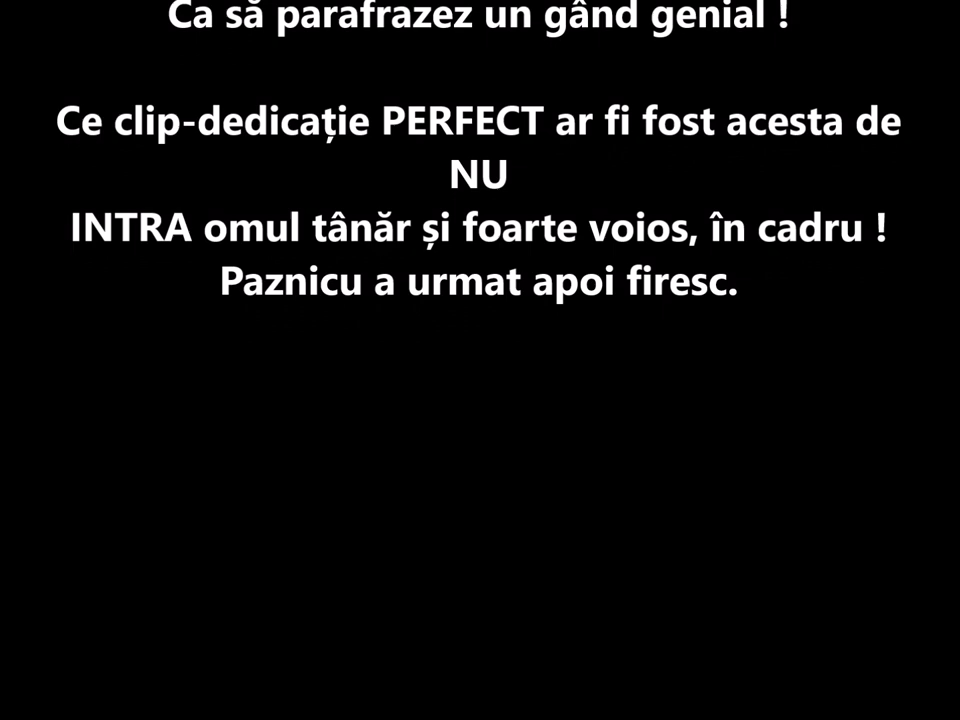 Ca să parafrazez un gând genial !
Ce clip-dedicație PERFECT ar fi fost acesta de
NU
INTRA omul tânăr și foarte voios, în cadru !
Paznicu a urmat apoi firesc.